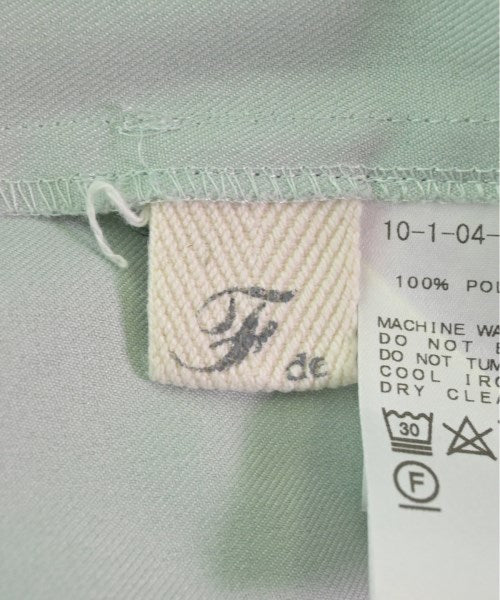 F
de
10-1-04-
100% POL
MACHINE WA
DO NOT B
DO NOT TUM
COOL IRO
DRY CLEA
30
F